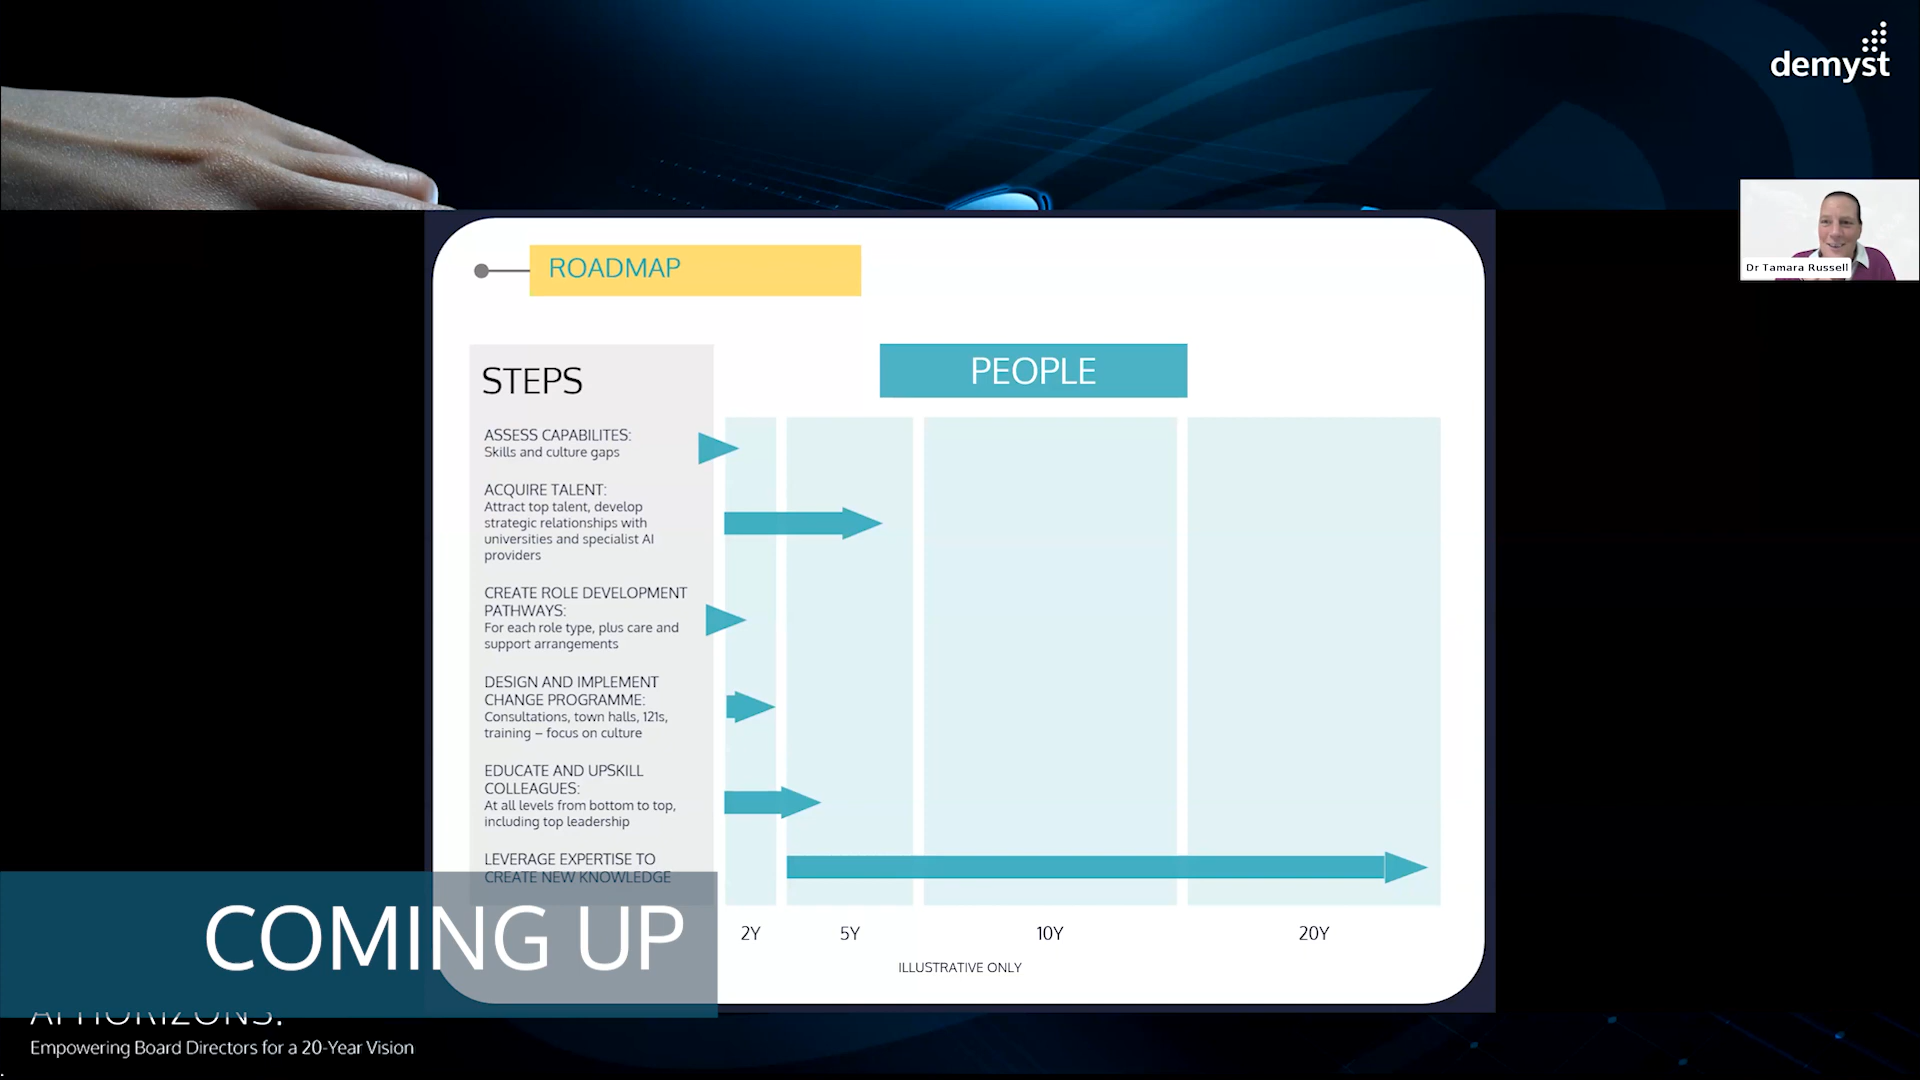 demyst
Dr Tamara Russell
ROADMAP
PEOPLE
STEPS
ASSESS CAPABILITES:
Skills and culture gaps
ACQUIRE TALENT:
Attract top talent, develop
strategic relationships with
universities and specialist AI
providers
CREATE ROLE DEVELOPMENT
PATHWAYS:
For each role type, plus care and
support arrangements
DESIGN AND IMPLEMENT
CHANGE PROGRAMME:
Consultations, town halls, 121s,
training – focus on culture
EDUCATE AND UPSKILL
COLLEAGUES:
At all levels from bottom to top,
including top leadership
LEVERAGE EXPERTISE TO
CREATE NEW KNOWLEDGE
2Y 5Y 10Y 20Y
ILLUSTRATIVE ONLY
COMING UP
AI HORIZONS:
Empowering Board Directors for a 20-Year Vision